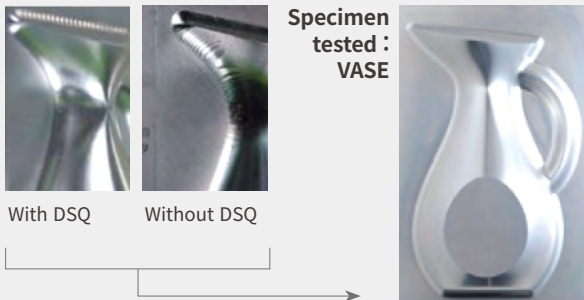 Specimen
tested :
VASE
With DSQ
Without DSQ